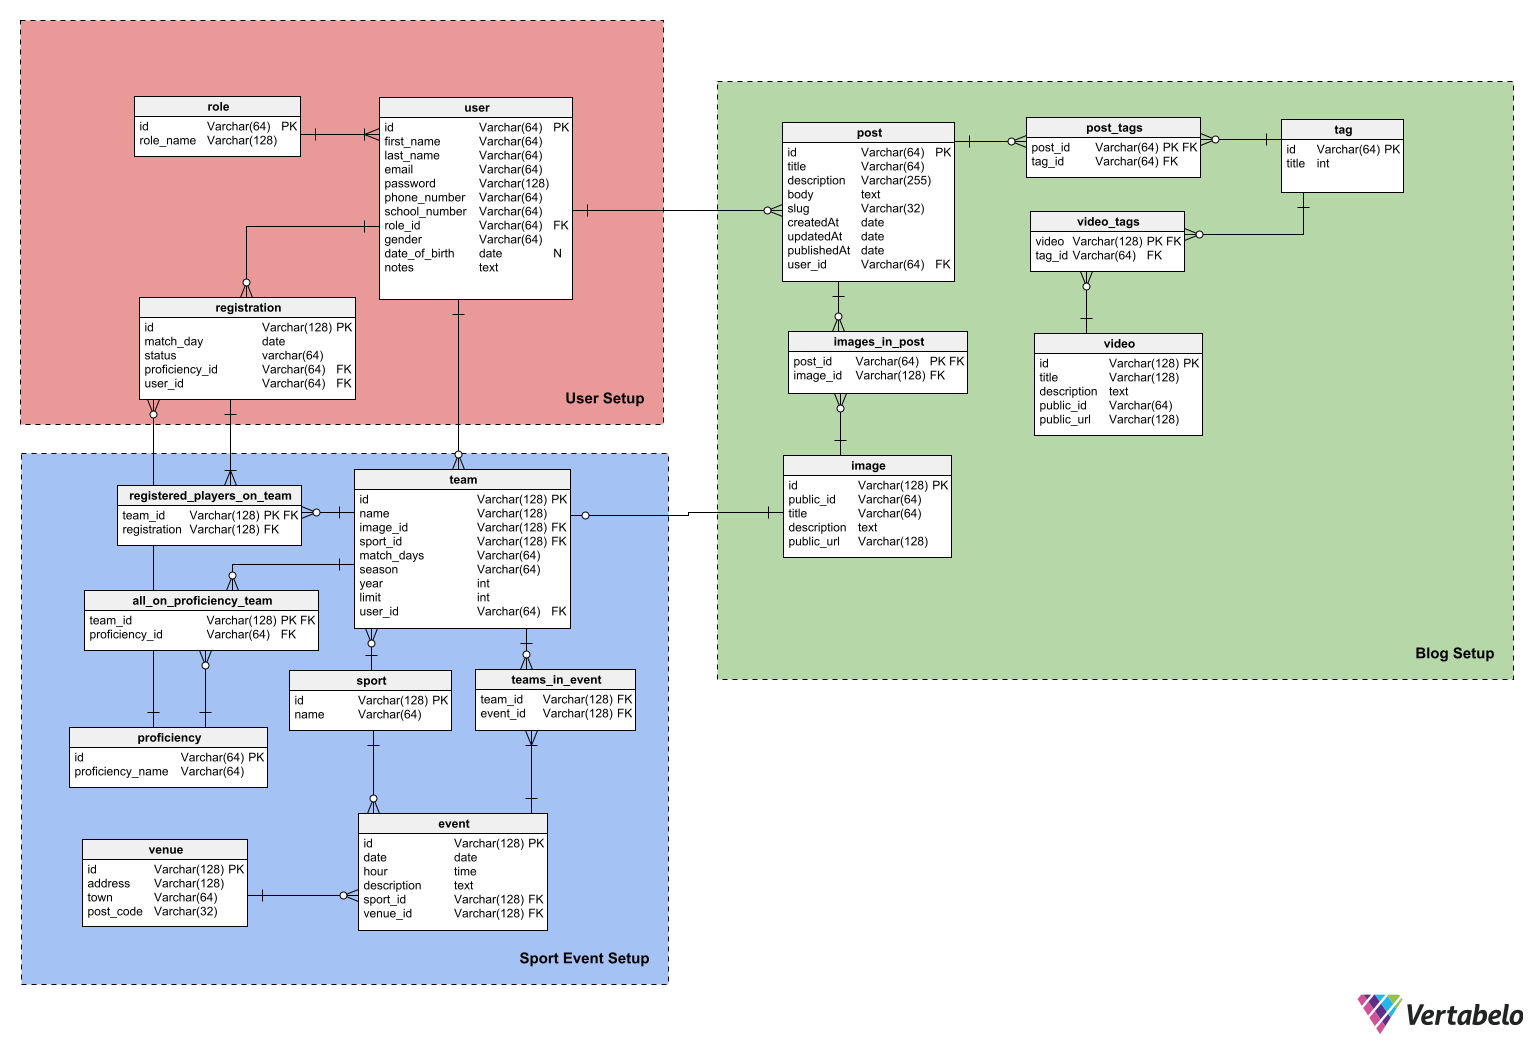 role
id Varchar(64) PK
role_name Varchar(128)
user
id Varchar(64) PK
first_name Varchar(64)
last_name Varchar(64)
email Varchar(64)
password Varchar(128)
phone_number Varchar(64)
school_number Varchar(64)
role_id Varchar(64) FK
gender Varchar(64)
date_of_birth date N
notes text
registration
id Varchar(128) PK
match_day date
status varchar(64)
proficiency_id Varchar(64) FK
user_id Varchar(64) FK
User Setup
post
id Varchar(64) PK
title Varchar(64)
description Varchar(255)
body text
slug Varchar(32)
createdAt date
updatedAt date
publishedAt date
user_id Varchar(64) FK
post_tags
post_id Varchar(64) PK FK
tag_id Varchar(64) FK
tag
id Varchar(64) PK
title int
video_tags
video Varchar(128) PK FK
tag_id Varchar(64) FK
images_in_post
post_id Varchar(64) PK FK
image_id Varchar(128) FK
video
id Varchar(128) PK
title Varchar(128)
description text
public_id Varchar(64)
public_url Varchar(128)
image
id Varchar(128) PK
public_id Varchar(64)
title Varchar(64)
description text
public_url Varchar(128)
Blog Setup
registered_players_on_team
team_id Varchar(128) PK FK
registration Varchar(128) FK
team
id Varchar(128) PK
name Varchar(128)
image_id Varchar(128) FK
sport_id Varchar(128) FK
match_days Varchar(64)
season Varchar(64)
year int
limit int
user_id Varchar(64) FK
all_on_proficiency_team
team_id Varchar(128) PK FK
proficiency_id Varchar(64) FK
sport
id Varchar(128) PK
name Varchar(64)
teams_in_event
team_id Varchar(128) FK
event_id Varchar(128) FK
proficiency
id Varchar(64) PK
proficiency_name Varchar(64)
event
id Varchar(128) PK
date date
hour time
description text
sport_id Varchar(128) FK
venue_id Varchar(128) FK
venue
id Varchar(128) PK
address Varchar(128)
town Varchar(64)
post_code Varchar(32)
Sport Event Setup
Vertabelo